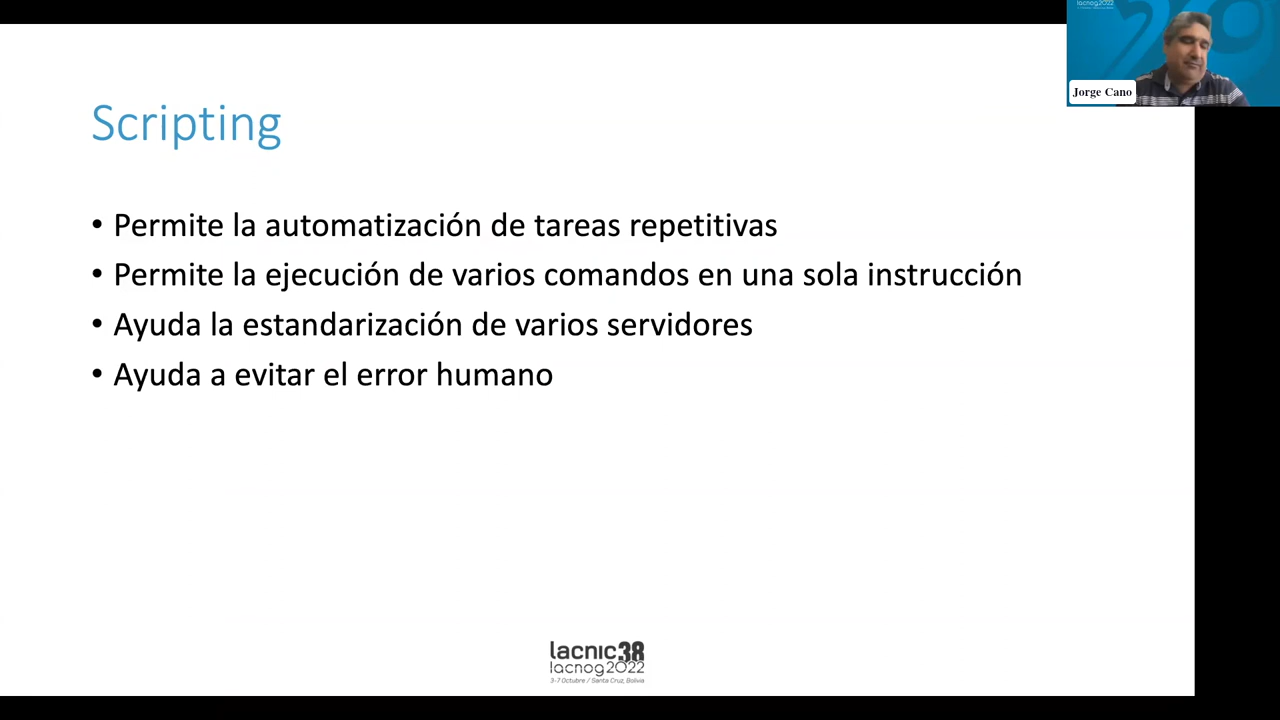 lacnog2022
Jorge Cano
Scripting
• Permite la automatización de tareas repetitivas
• Permite la ejecución de varios comandos en una sola instrucción
• Ayuda la estandarización de varios servidores
• Ayuda a evitar el error humano
lacnic38
lacnog2022
3-7 Octubre / Santa Cruz, Bolivia